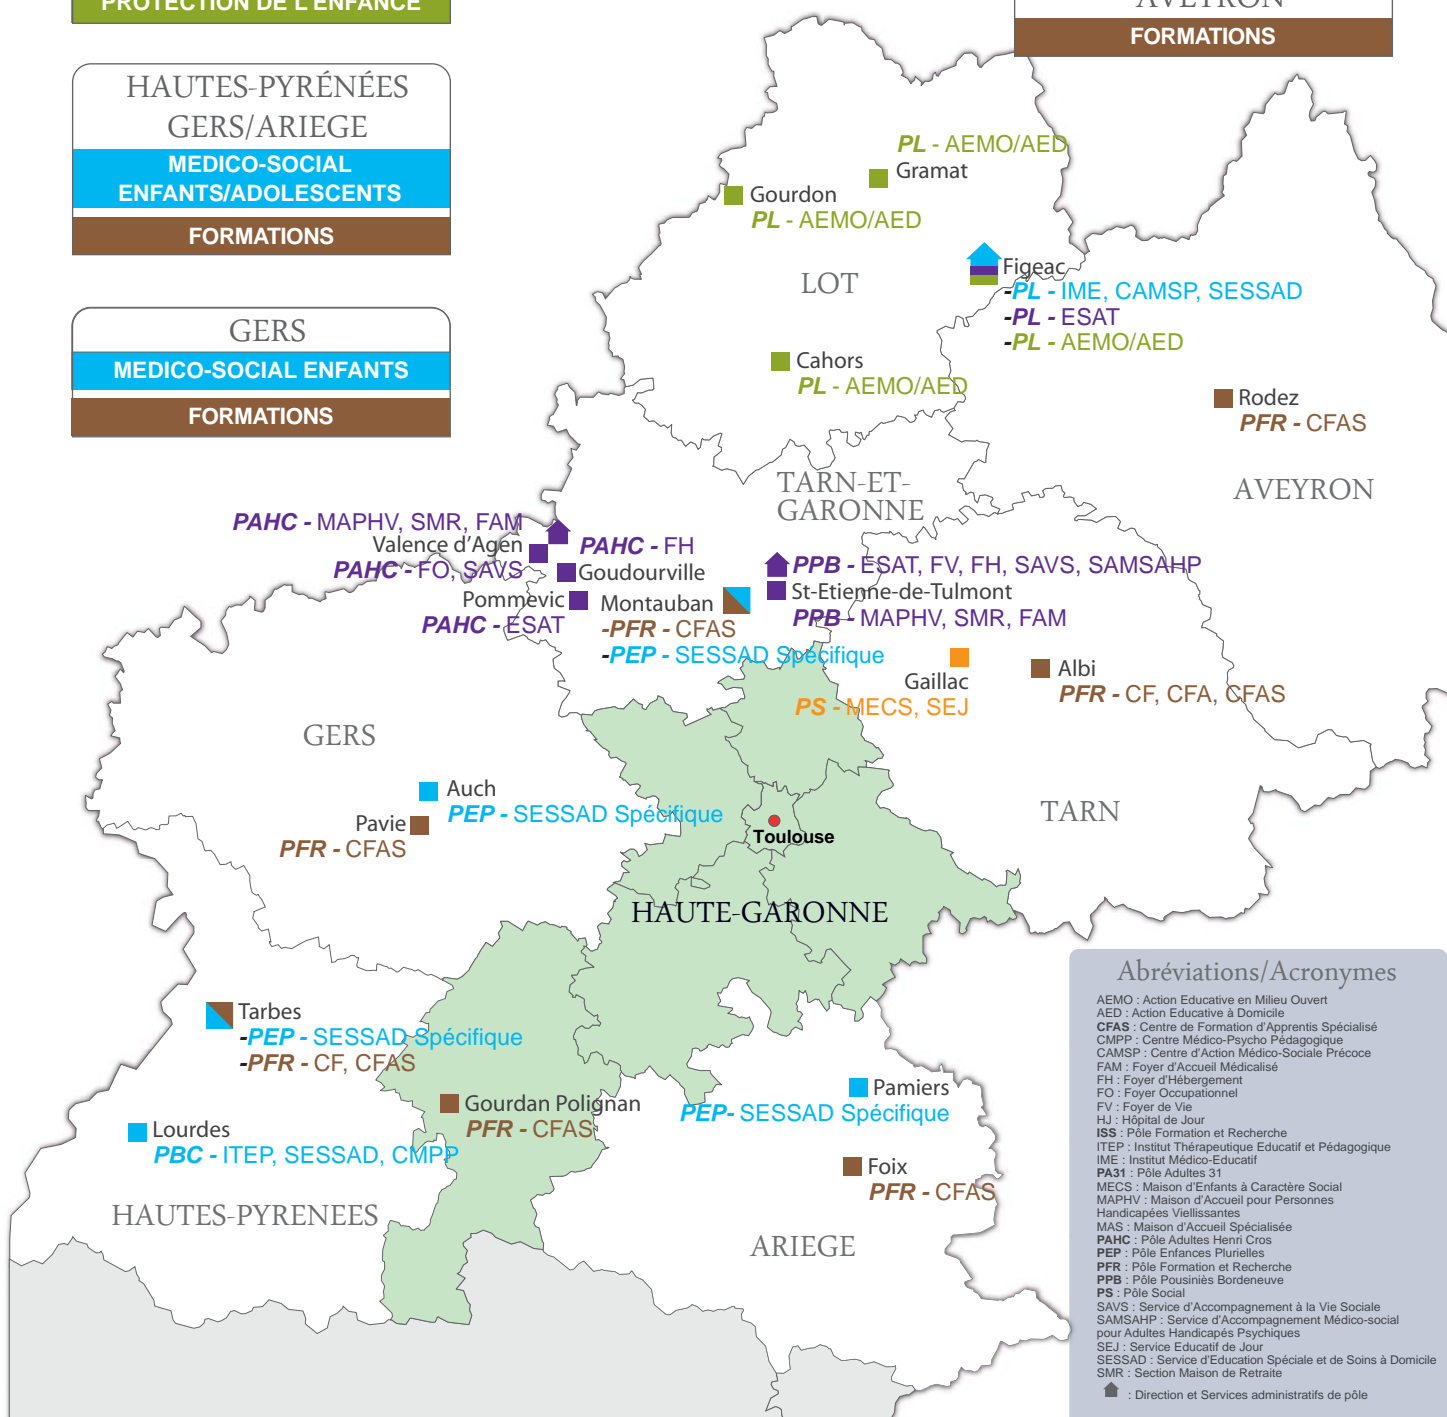 PROTECTION DE L'ENFANCE
AVEYRON
FORMATIONS
HAUTES-PYRÉNÉES
GERS/ARIEGE
MEDICO-SOCIAL
ENFANTS/ADOLESCENTS
FORMATIONS
GERS
MEDICO-SOCIAL ENFANTS
FORMATIONS
PL - AEMO/AED
Gramat
Gourdon
PL - AEMO/AED
LOT
Figeac
-PL - IME, CAMSP, SESSAD
-PL - ESAT
-PL - AEMO/AED
Cahors
PL - AEMO/AED
Rodez
PFR - CFAS
AVEYRON
TARN-ET-
GARONNE
PAHC - MAPHV, SMR, FAM
Valence d'Agen
PAHC - FO, SAVS
PAHC - FH
Goudourville
Pommevic
PAHC - ESAT
Montauban
-PFR - CFAS
-PEP - SESSAD Spécifique
PPB - ESAT, FV, FH, SAVS, SAMSAHP
St-Etienne-de-Tulmont
PPB - MAPHV, SMR, FAM
Gaillac
PS - MECS, SEJ
Albi
PFR - CF, CFA, CFAS
GERS
Auch
PEP - SESSAD Spécifique
Pavie
PFR - CFAS
TARN
Toulouse
HAUTE-GARONNE
Tarbes
-PEP - SESSAD Spécifique
-PFR - CF, CFAS
Gourdan Polignan
PFR - CFAS
Lourdes
PBC - ITEP, SESSAD, CMPP
HAUTES-PYRENEES
Pamiers
PEP- SESSAD Spécifique
Foix
PFR - CFAS
ARIEGE
Abréviations/Acronymes
AEMO : Action Educative en Milieu Ouvert
AED : Action Educative à Domicile
CFAS : Centre de Formation d'Apprentis Spécialisé
CMPP : Centre Médico-Psycho Pédagogique
CAMSP : Centre d'Action Médico-Sociale Précoce
FAM : Foyer d'Accueil Médicalisé
FH : Foyer d'Hébergement
FO : Foyer Occupationnel
FV : Foyer de Vie
HJ : Hôpital de Jour
ISS : Pôle Formation et Recherche
ITEP : Institut Thérapeutique Educatif et Pédagogique
IME : Institut Médico-Educatif
PA31 : Pôle Adultes 31
MECS : Maison d'Enfants à Caractère Social
MAPHV : Maison d'Accueil pour Personnes
Handicapées Viellissantes
MAS : Maison d'Accueil Spécialisée
PAHC : Pôle Adultes Henri Cros
PEP : Pôle Enfances Plurielles
PFR : Pôle Formation et Recherche
PPB : Pôle Pousiniès Bordeneuve
PS : Pôle Social
SAVS : Service d'Accompagnement à la Vie Sociale
SAMSAHP : Service d'Accompagnement Médico-social
pour Adultes Handicapés Psychiques
SEJ : Service Educatif de Jour
SESSAD : Service d'Education Spéciale et de Soins à Domicile
SMR : Section Maison de Retraite
: Direction et Services administratifs de pôle